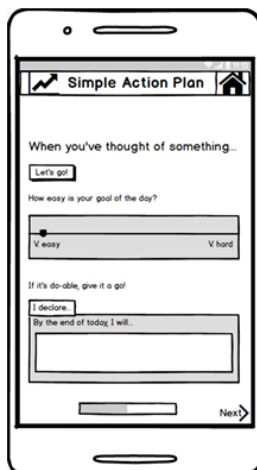 Simple Action Plan
When you've thought of something...
Let's go!
How easy is your goal of the day?
V. easy
V. hard
If it's do-able, give it a go!
I declare...
By the end of today, I will...
Next